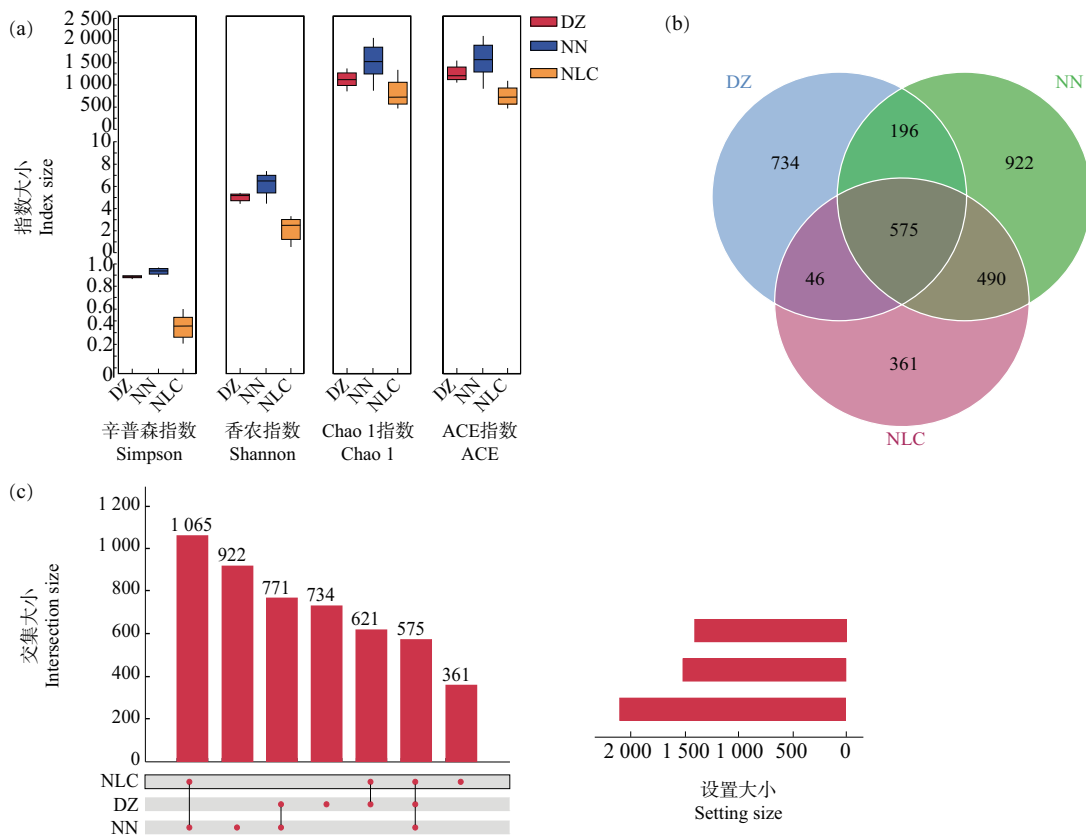 (a)
2 500
2 000
1 500
1 000
500
0
10
8
6
4
2
0
1.0
0.8
0.6
0.4
0.2
0
指数大小
Index size
DZ
NN
NLC
DZ NN NLC
DZ NN NLC
DZ NN NLC
DZ NN NLC
辛普森指数
Simpson
香农指数
Shannon
Chao 1指数
Chao 1
ACE指数
ACE
(b)
DZ
NN
196
734
922
575
46
490
361
NLC
(c)
1 200
1 000
800
600
400
200
0
交集大小
Intersection size
1 065
922
771
734
621
575
361
NLC
DZ
NN
2 000 1 500 1 000 500 0
设置大小
Setting size